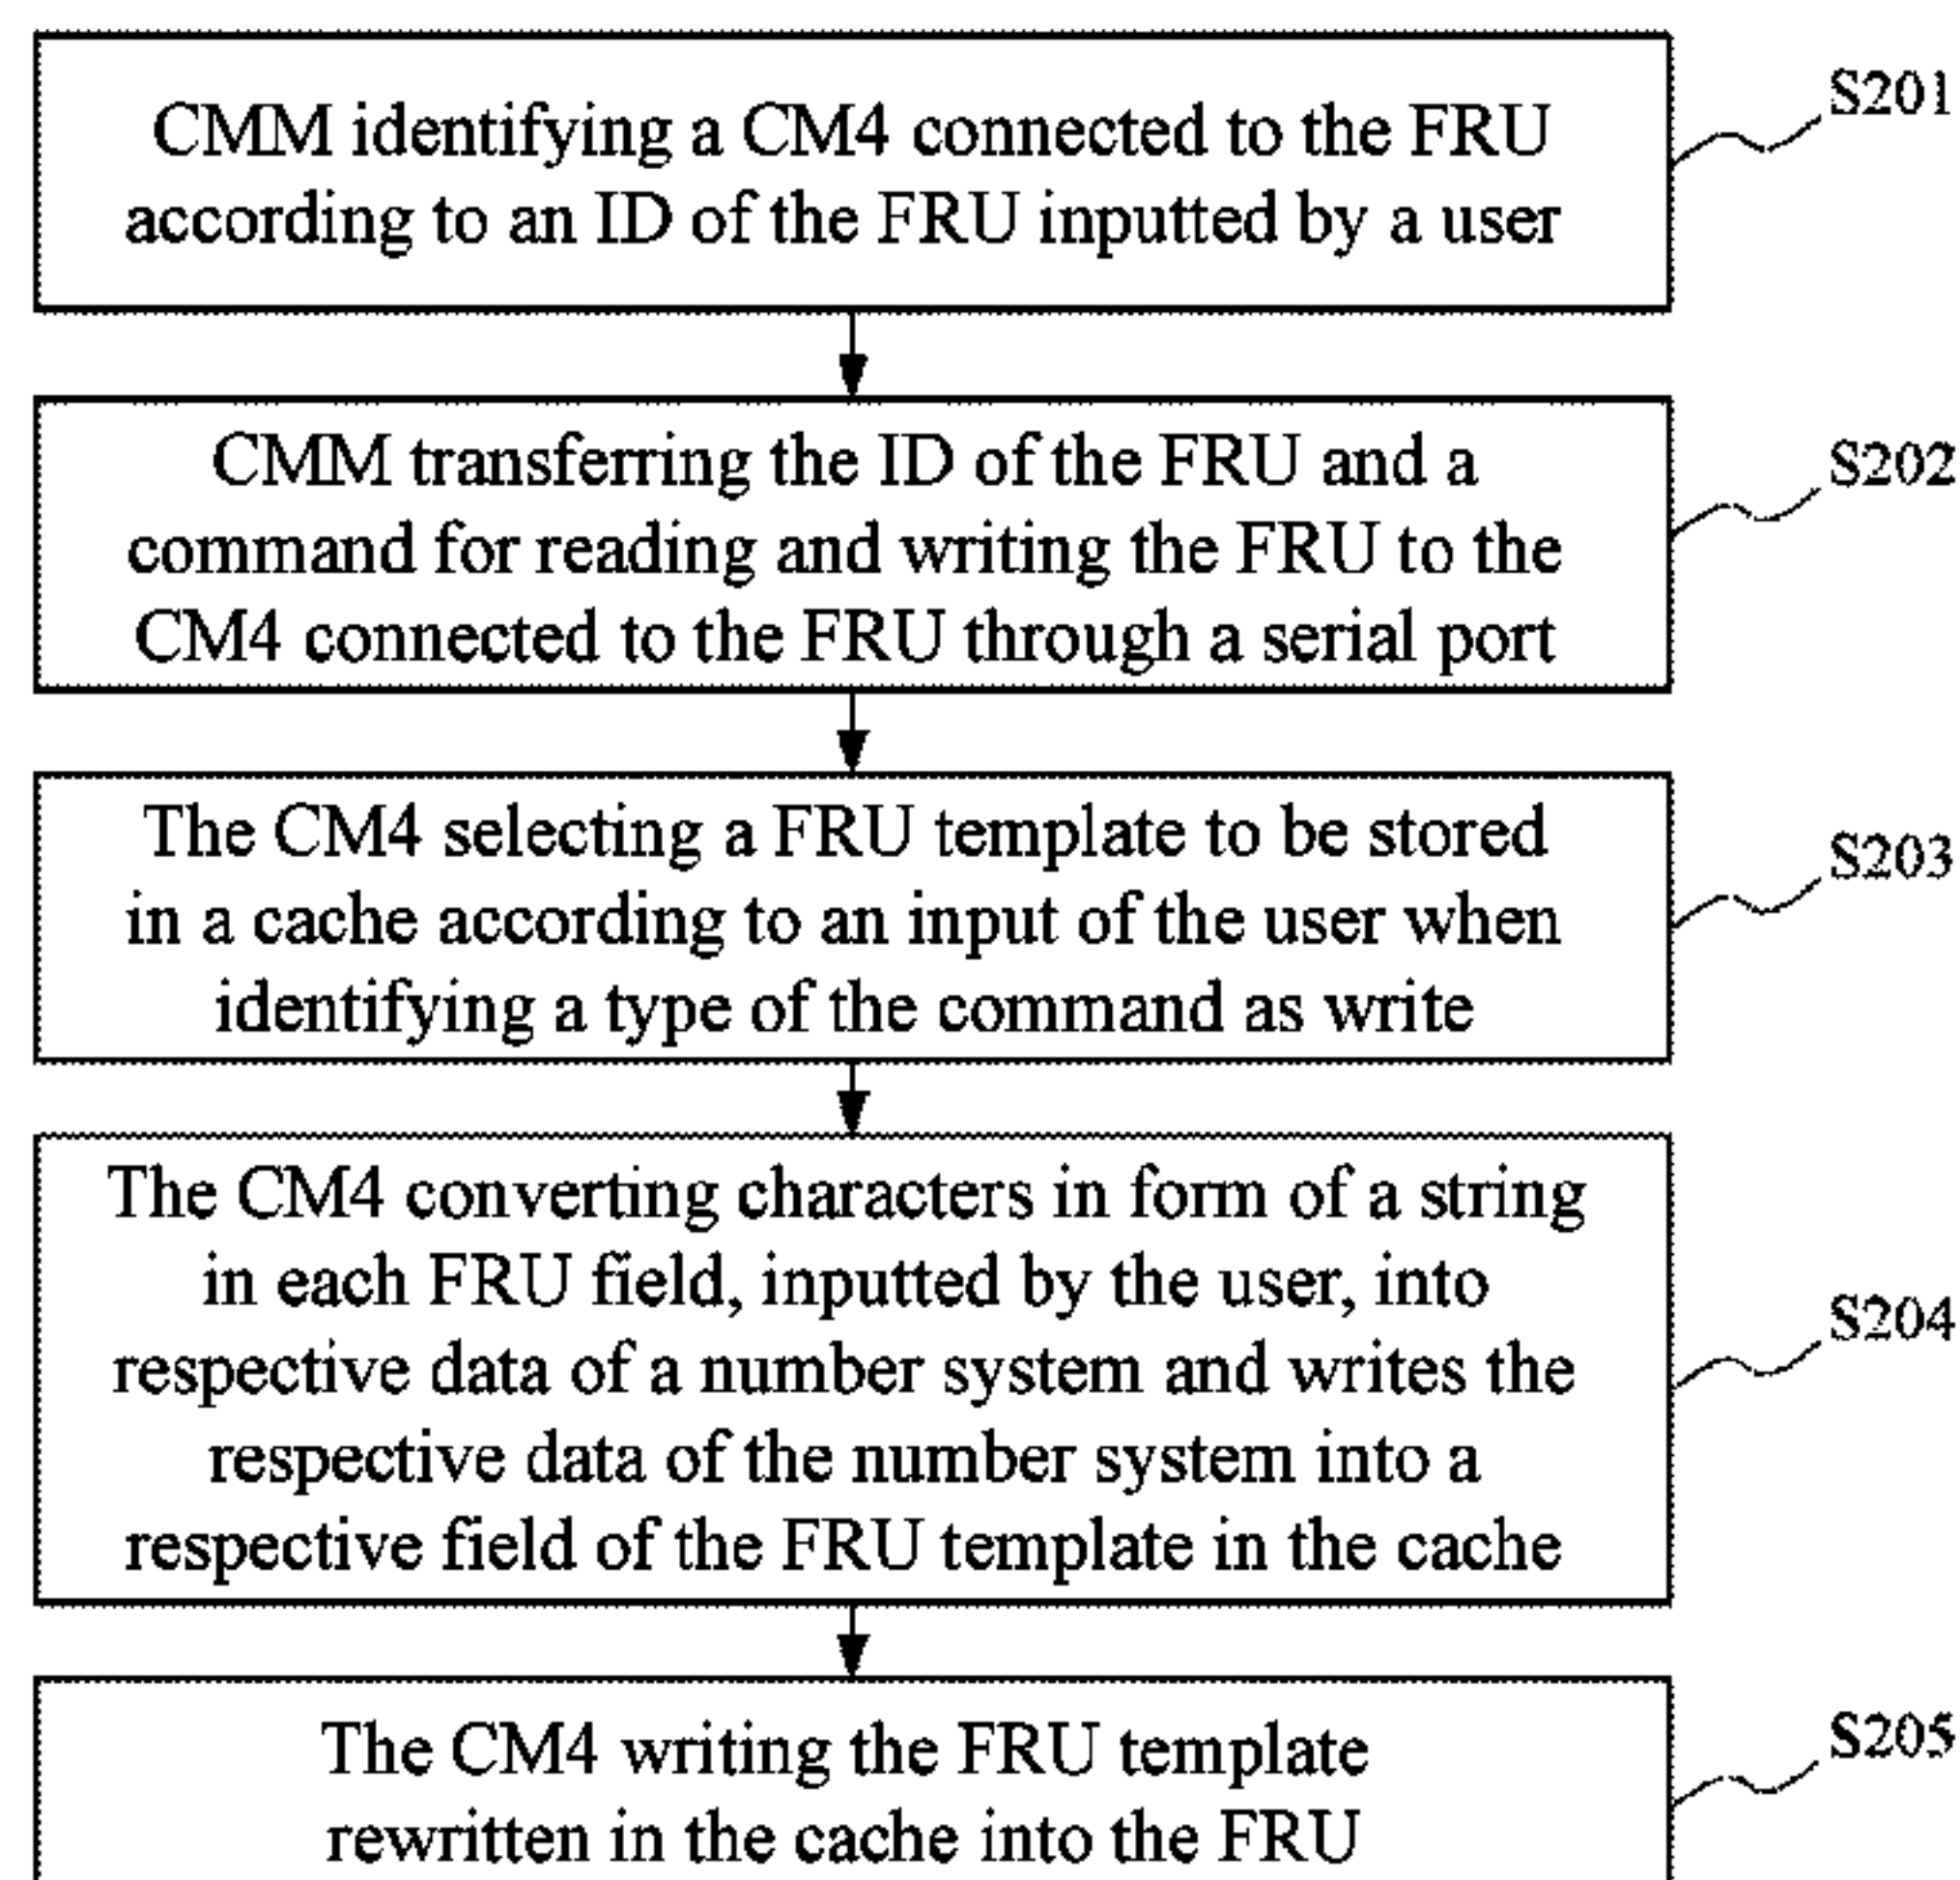 CMM identifying a CM4 connected to the FRU
according to an ID of the FRU inputted by a user
S201
CMM transferring the ID of the FRU and a
command for reading and writing the FRU to the
CM4 connected to the FRU through a serial port
S202
The CM4 selecting a FRU template to be stored
in a cache according to an input of the user when
identifying a type of the command as write
S203
The CM4 converting characters in form of a string
in each FRU field, inputted by the user, into
respective data of a number system and writes the
respective data of the number system into a
respective field of the FRU template in the cache
S204
The CM4 writing the FRU template
rewritten in the cache into the FRU
S205